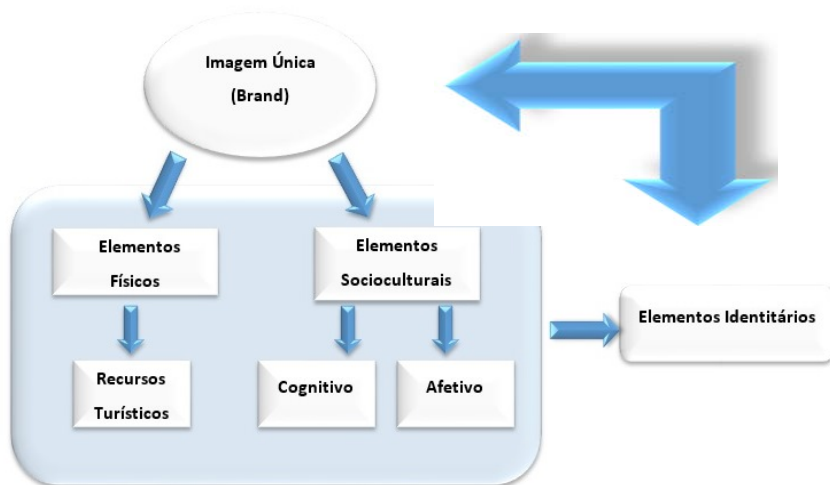 Imagem Única
(Brand)
Elementos
Físicos
Elementos
Socioculturais
Elementos Identitários
Recursos
Turísticos
Cognitivo
Afetivo